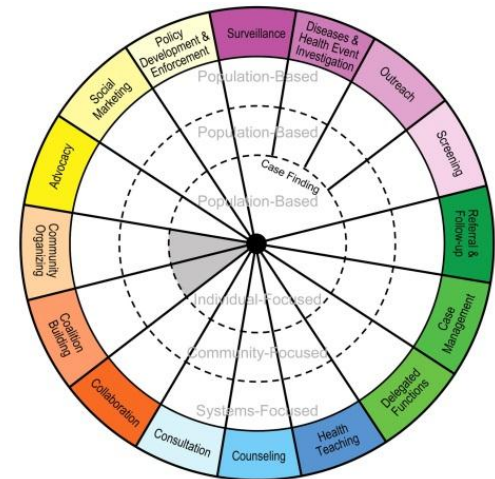 Surveillance
Diseases &
Health Event
Investigation
Outreach
Screening
Referral &
Follow-up
Case
Management
Delegated
Functions
Health
Teaching
Counseling
Consultation
Collaboration
Coalition
Building
Community
Organizing
Advocacy
Social
Marketing
Policy
Development &
Enforcement
Population-Based
Population-Based
Case Finding
Population-Based
Individual-Focused
Community-Focused
Systems-Focused